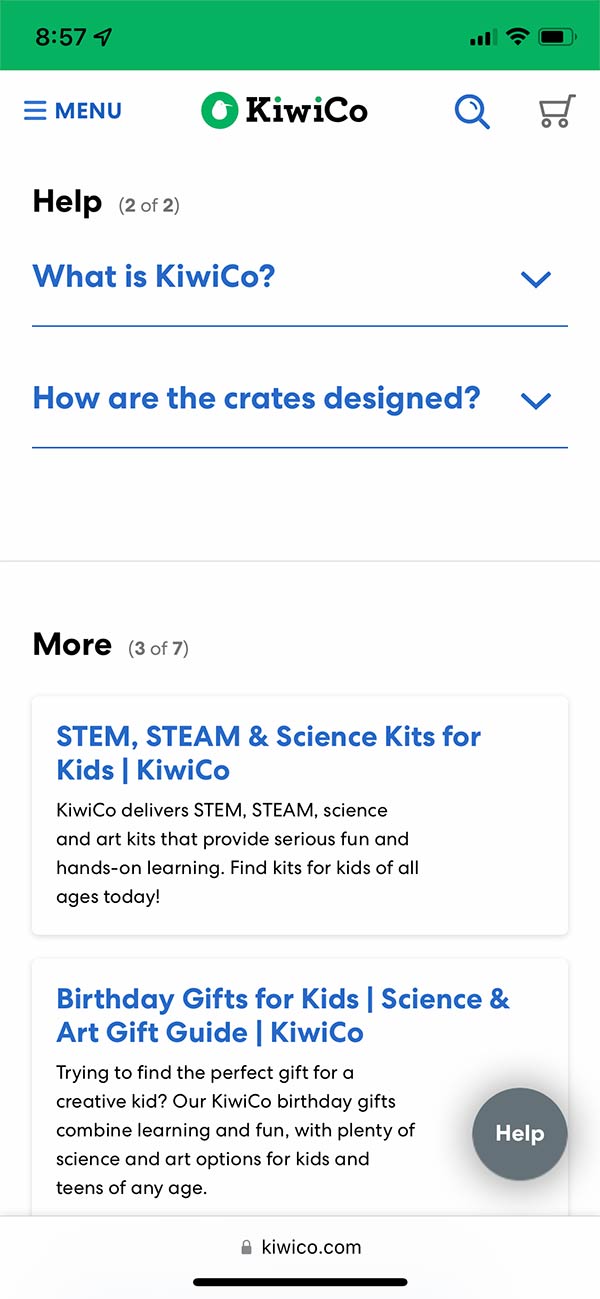 8:57
MENU
KiwiCo
Help (2 of 2)
What is KiwiCo?
How are the crates designed?
More (3 of 7)
STEM, STEAM & Science Kits for
Kids | KiwiCo
KiwiCo delivers STEM, STEAM, science
and art kits that provide serious fun and
hands-on learning. Find kits for kids of all
ages today!
Birthday Gifts for Kids | Science &
Art Gift Guide | KiwiCo
Trying to find the perfect gift for a
creative kid? Our KiwiCo birthday gifts
combine learning and fun, with plenty of
science and art options for kids and
teens of any age.
Help
kiwico.com